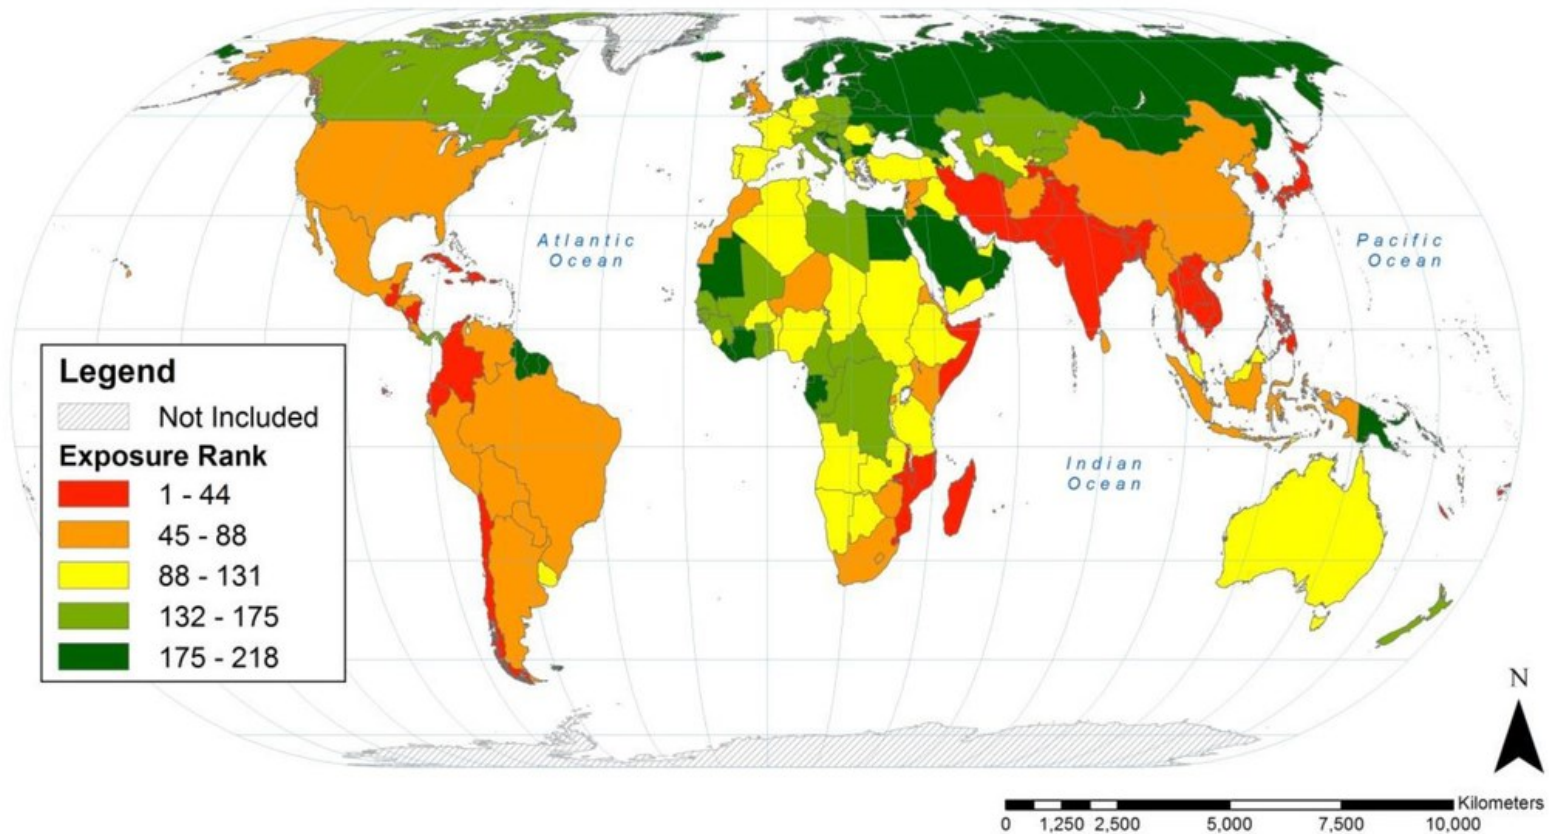 Atlantic
Ocean
Pacific
Ocean
Indian
Ocean
Legend
Not Included
Exposure Rank
1 - 44
45 - 88
88 - 131
132 - 175
175 - 218
N
Kilometers
0 1,250 2,500 5,000 7,500 10,000